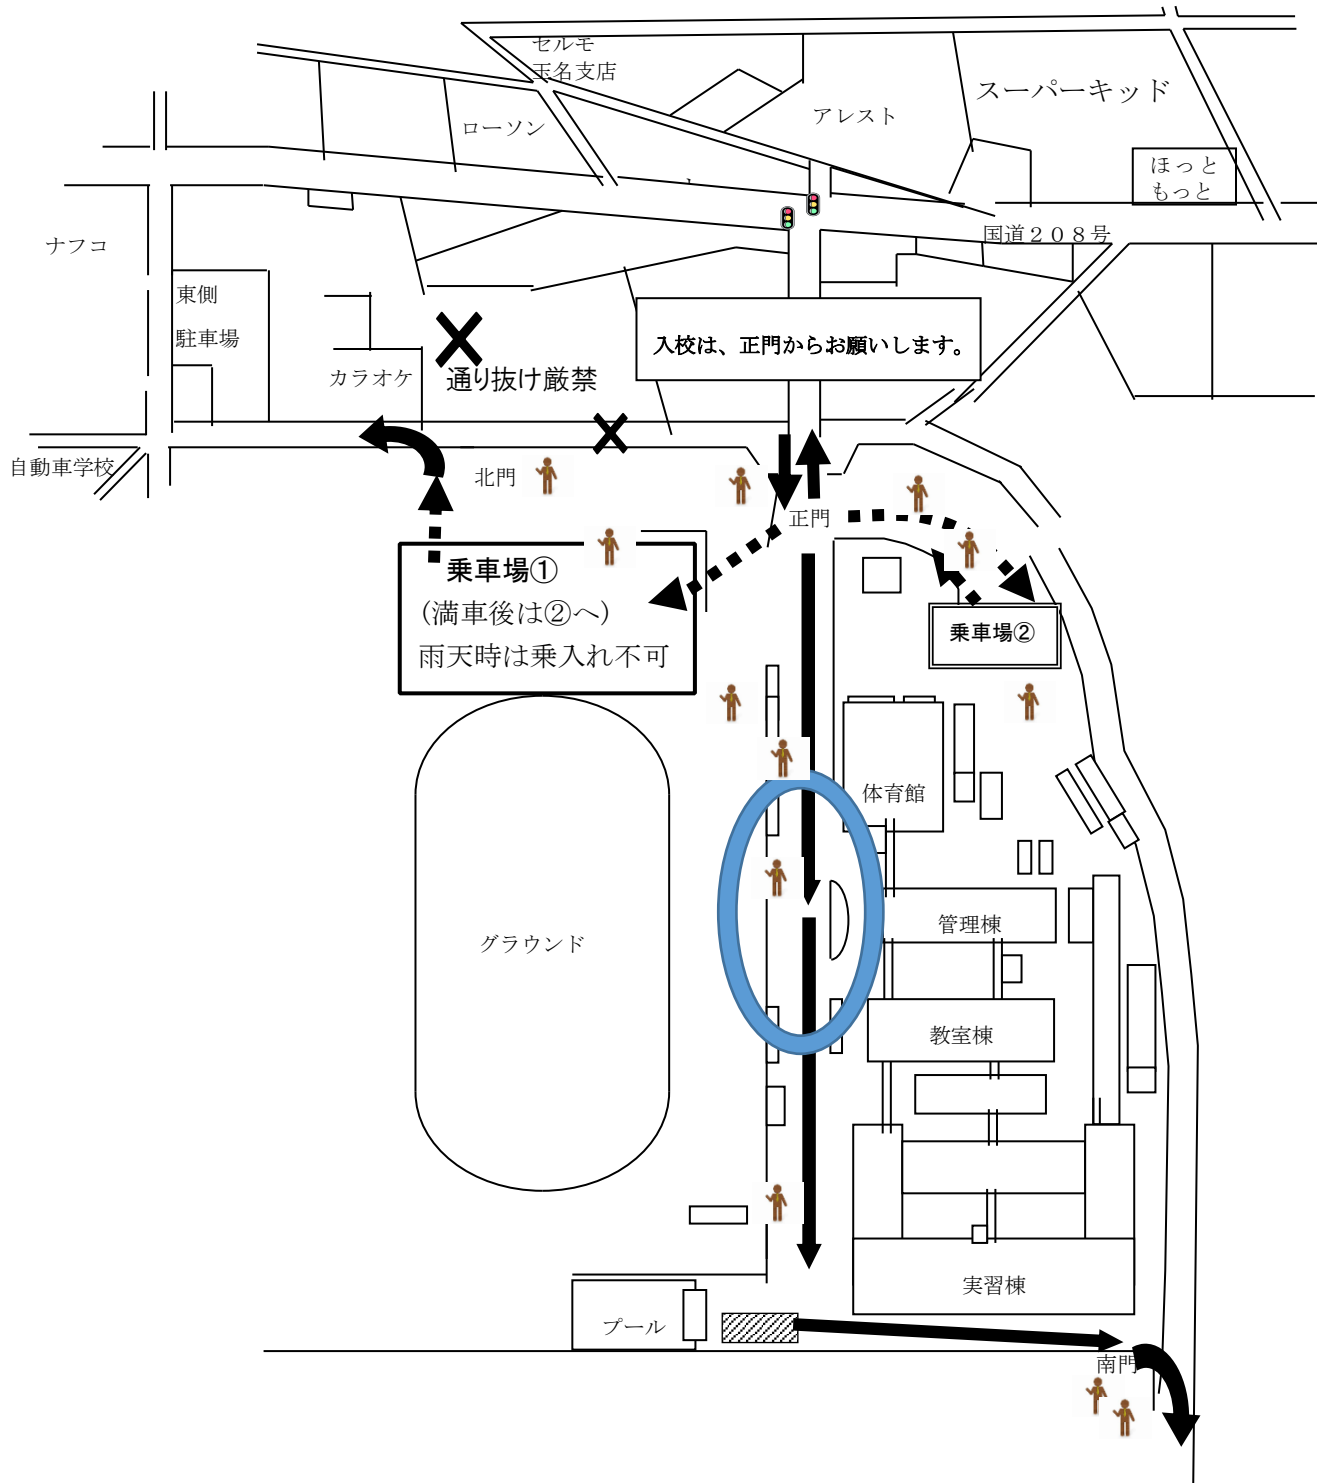 セルモ
玉名支店
スーパーキッド
アレスト
ローソン
ほっと
もっと
国道208号
ナフコ
東側
駐車場
入校は、正門からお願いします。
カラオケ
通り抜け厳禁
自動車学校
北門
正門
乗車場①
(満車後は②へ)
雨天時は乗入れ不可
乗車場②
体育館
管理棟
グラウンド
教室棟
実習棟
プール
南門